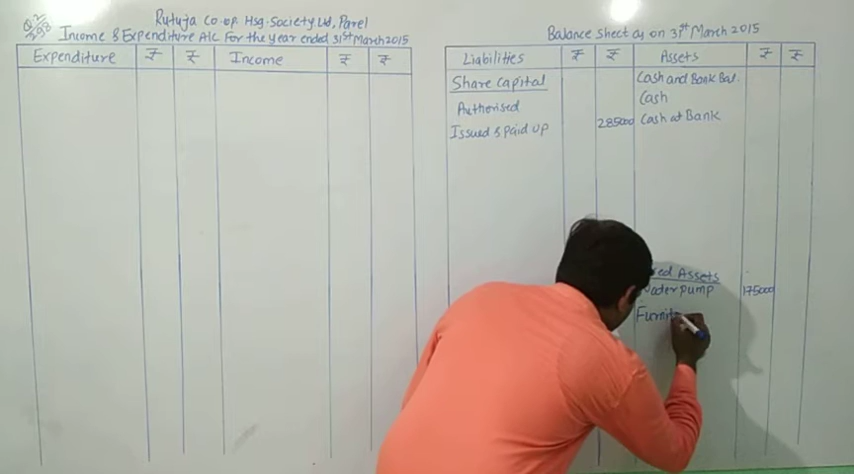 Q.2
398
Rutuja Co-op. Hsg. Society Ltd, Parel
Income & Expenditure A/C For the year ended 31st March 2015
Expenditure ₹ ₹ Income ₹ ₹
Balance sheet as on 31st March 2015
Liabilities ₹ ₹ Assets ₹ ₹
Share Capital Cash and Bank Bal.
Authorised Cash
Issued & Paid up 285000 Cash at Bank
Assets
pump 175000
Furnit